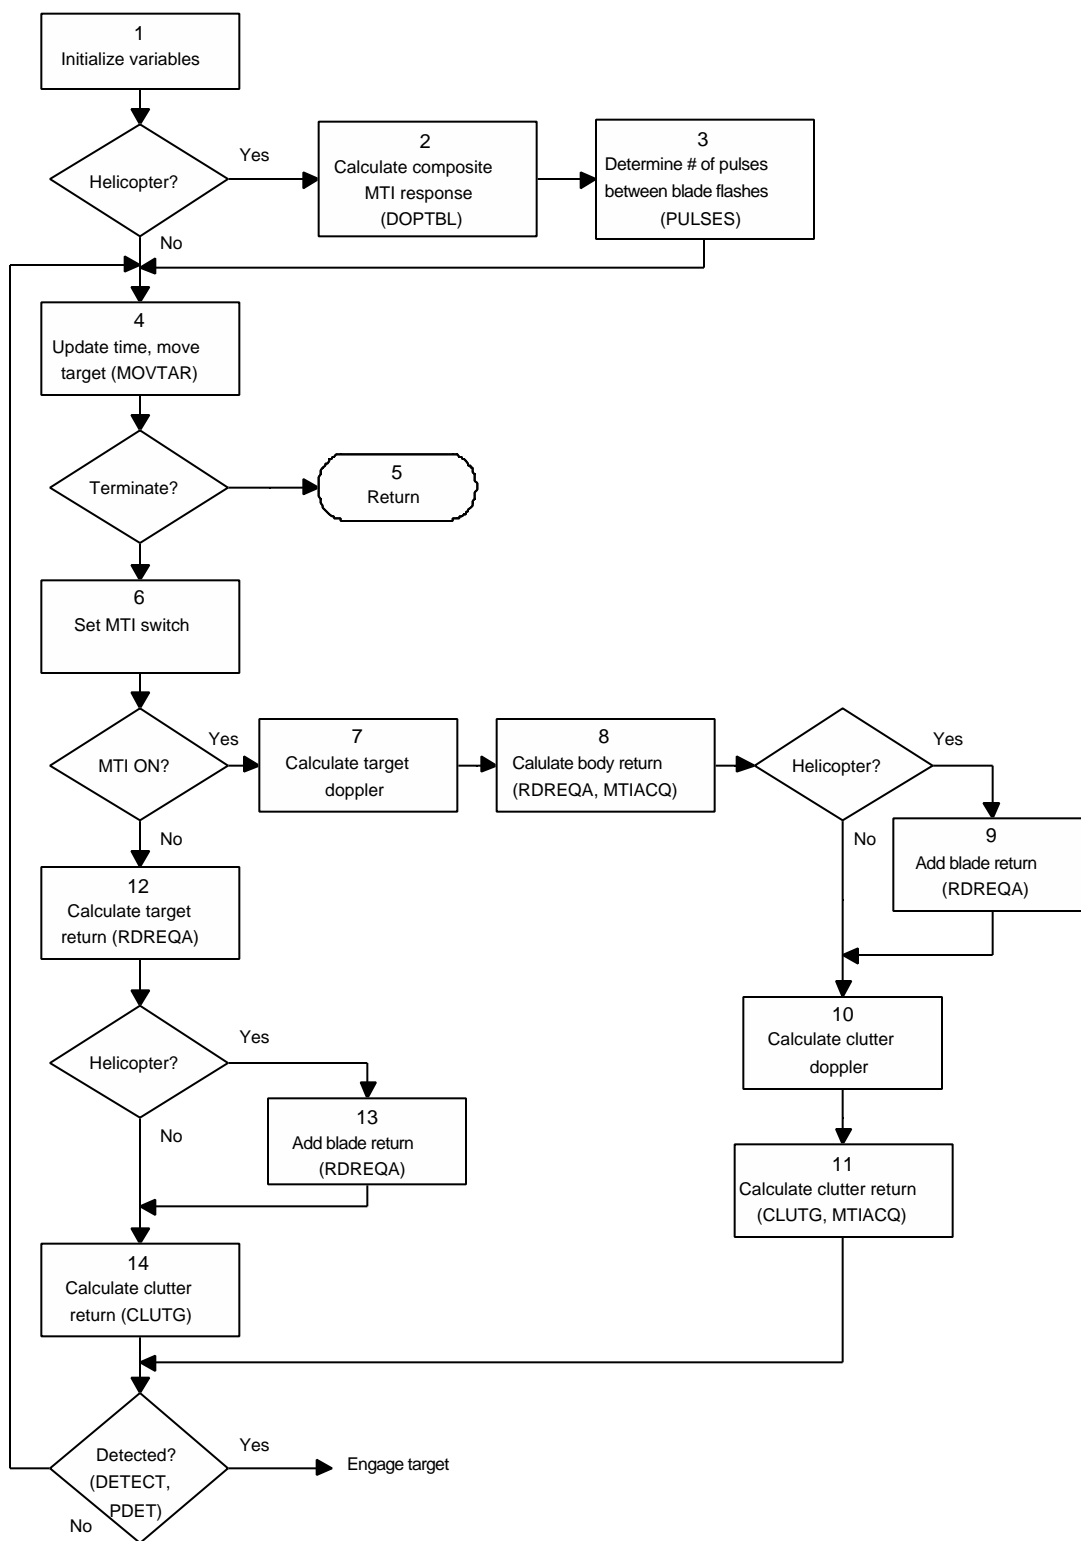 1
Initialize variables
Helicopter?
Yes
No
2
Calculate composite
MTI response
(DOPTBL)
3
Determine # of pulses
between blade flashes
(PULSES)
4
Update time, move
target (MOVTAR)
Terminate?
5
Return
6
Set MTI switch
MTI ON?
Yes
No
7
Calculate target
doppler
8
Calulate body return
(RDREQA, MTIACQ)
Helicopter?
Yes
No
9
Add blade return
(RDREQA)
10
Calculate clutter
doppler
11
Calculate clutter return
(CLUTG, MTIACQ)
12
Calculate target
return (RDREQA)
Helicopter?
Yes
No
13
Add blade return
(RDREQA)
14
Calculate clutter
return (CLUTG)
Detected?
(DETECT,
PDET)
Yes
No
Engage target